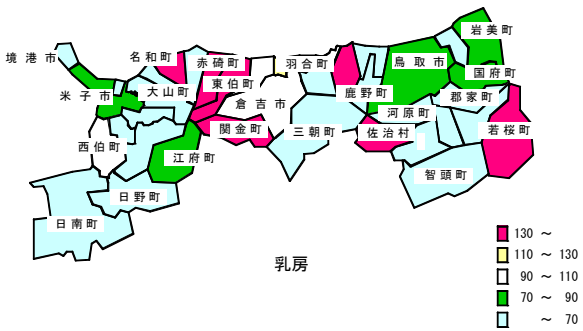 岩美町
境港市
名和町
赤碕町
羽合町
鳥取市
国府町
東伯町
米子市
大山町
鹿野町
郡家町
倉吉市
河原町
関金町
三朝町
佐治村
若桜町
西伯町
江府町
智頭町
日野町
日南町
乳房
130 ～
110 ～ 130
90 ～ 110
70 ～ 90
～ 70